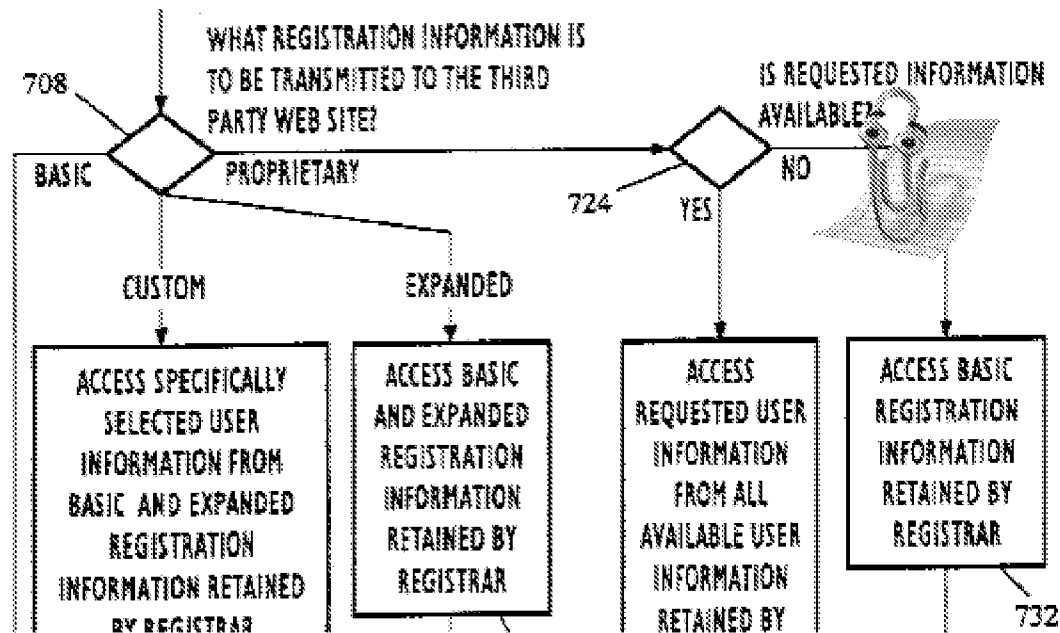 WHAT REGISTRATION INFORMATION IS
TO BE TRANSMITTED TO THE THIRD
PARTY WEB SITE?
708
BASIC
PROPRIETARY
IS REQUESTED INFORMATION
AVAILABLE?
724
NO
YES
CUSTOM
EXPANDED
ACCESS SPECIFICALLY
SELECTED USER
INFORMATION FROM
BASIC AND EXPANDED
REGISTRATION
INFORMATION RETAINED
BY REGISTRAR
ACCESS BASIC
AND EXPANDED
REGISTRATION
INFORMATION
RETAINED BY
REGISTRAR
ACCESS
REQUESTED USER
INFORMATION
FROM ALL
AVAILABLE USER
INFORMATION
RETAINED BY
ACCESS BASIC
REGISTRATION
INFORMATION
RETAINED BY
REGISTRAR
732